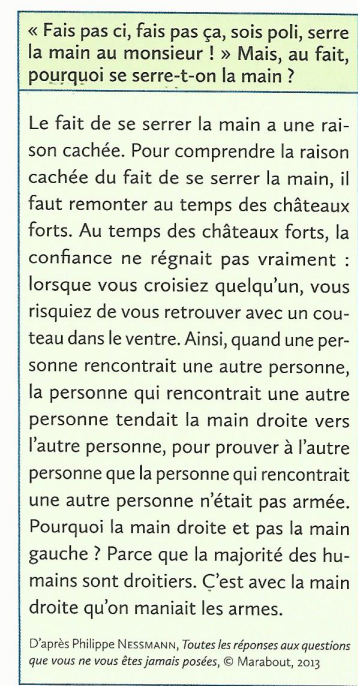 « Fais pas ci, fais pas ça, sois poli, serre
la main au monsieur ! » Mais, au fait,
pourquoi se serre-t-on la main ?
Le fait de se serrer la main a une rai-
son cachée. Pour comprendre la raison
cachée du fait de se serrer la main, il
faut remonter au temps des châteaux
forts. Au temps des châteaux forts, la
confiance ne régnait pas vraiment :
lorsque vous croisiez quelqu'un, vous
risquiez de vous retrouver avec un cou-
teau dans le ventre. Ainsi, quand une per-
sonne rencontrait une autre personne,
la personne qui rencontrait une autre
personne tendait la main droite vers
l'autre personne, pour prouver à l'autre
personne que la personne qui rencontrait
une autre personne n'était pas armée.
Pourquoi la main droite et pas la main
gauche ? Parce que la majorité des hu-
mains sont droitiers. C'est avec la main
droite qu'on maniait les armes.
D'après Philippe NESSMANN, Toutes les réponses aux questions
que vous ne vous êtes jamais posées, © Marabout, 2013